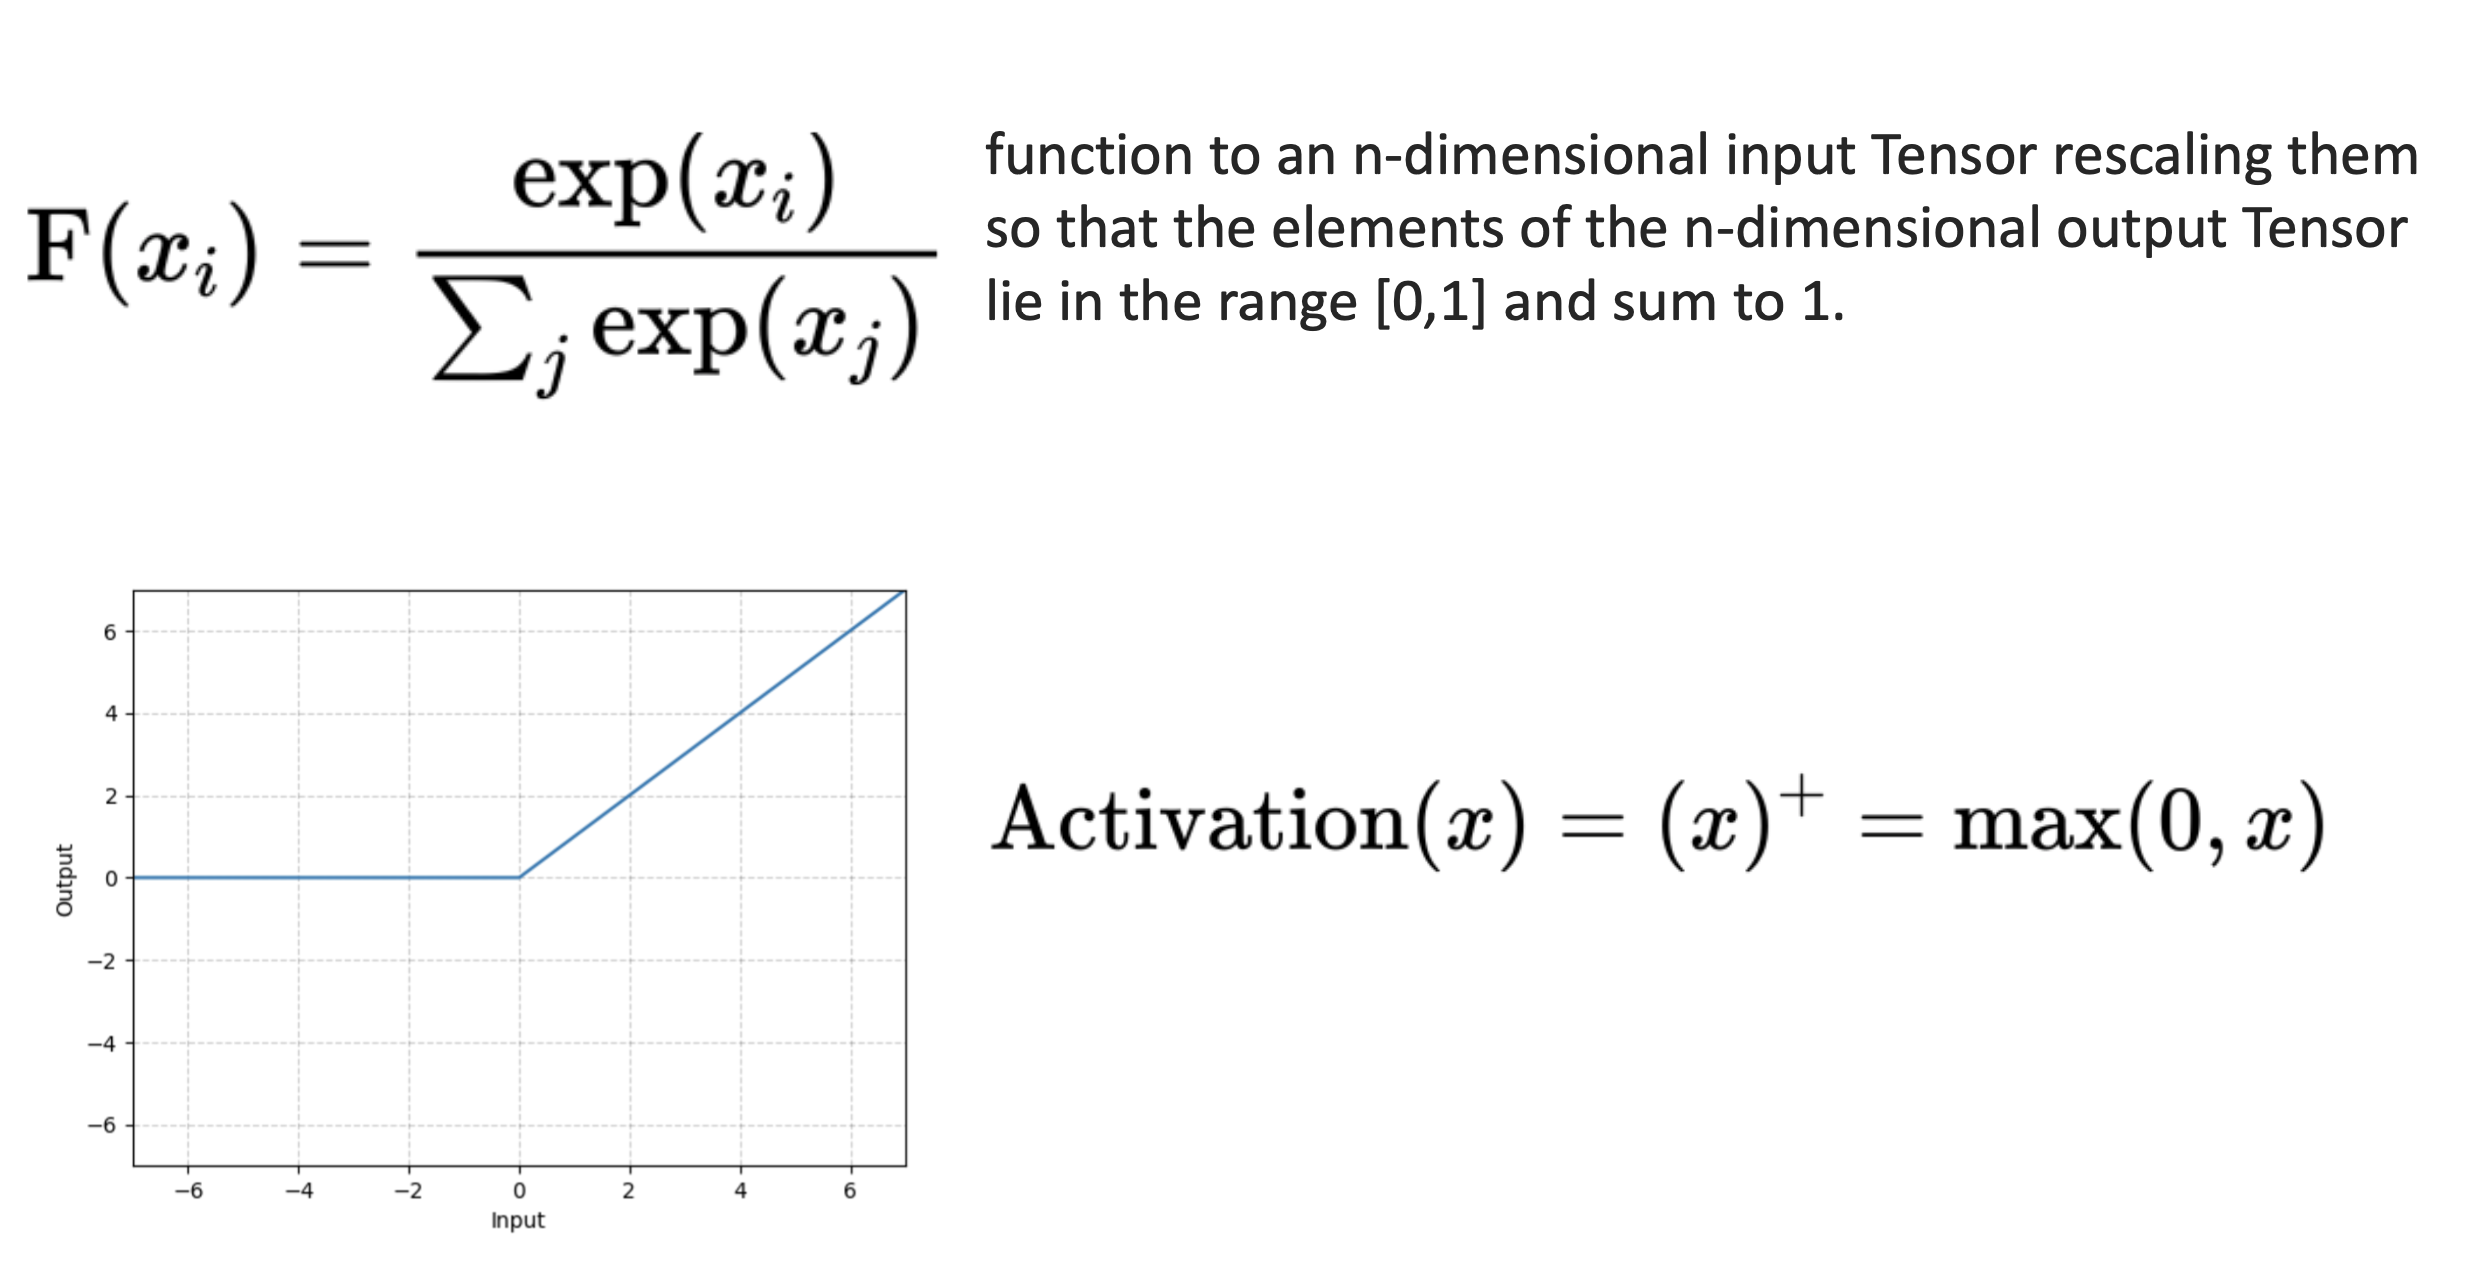 F(x_i) = exp(x_i) / ∑_j exp(x_j)
function to an n-dimensional input Tensor rescaling them
so that the elements of the n-dimensional output Tensor
lie in the range [0,1] and sum to 1.
6
4
2
0
−2
−4
−6
Output
−6 −4 −2 0 2 4 6
Input
Activation(x) = (x)^+ = max(0, x)